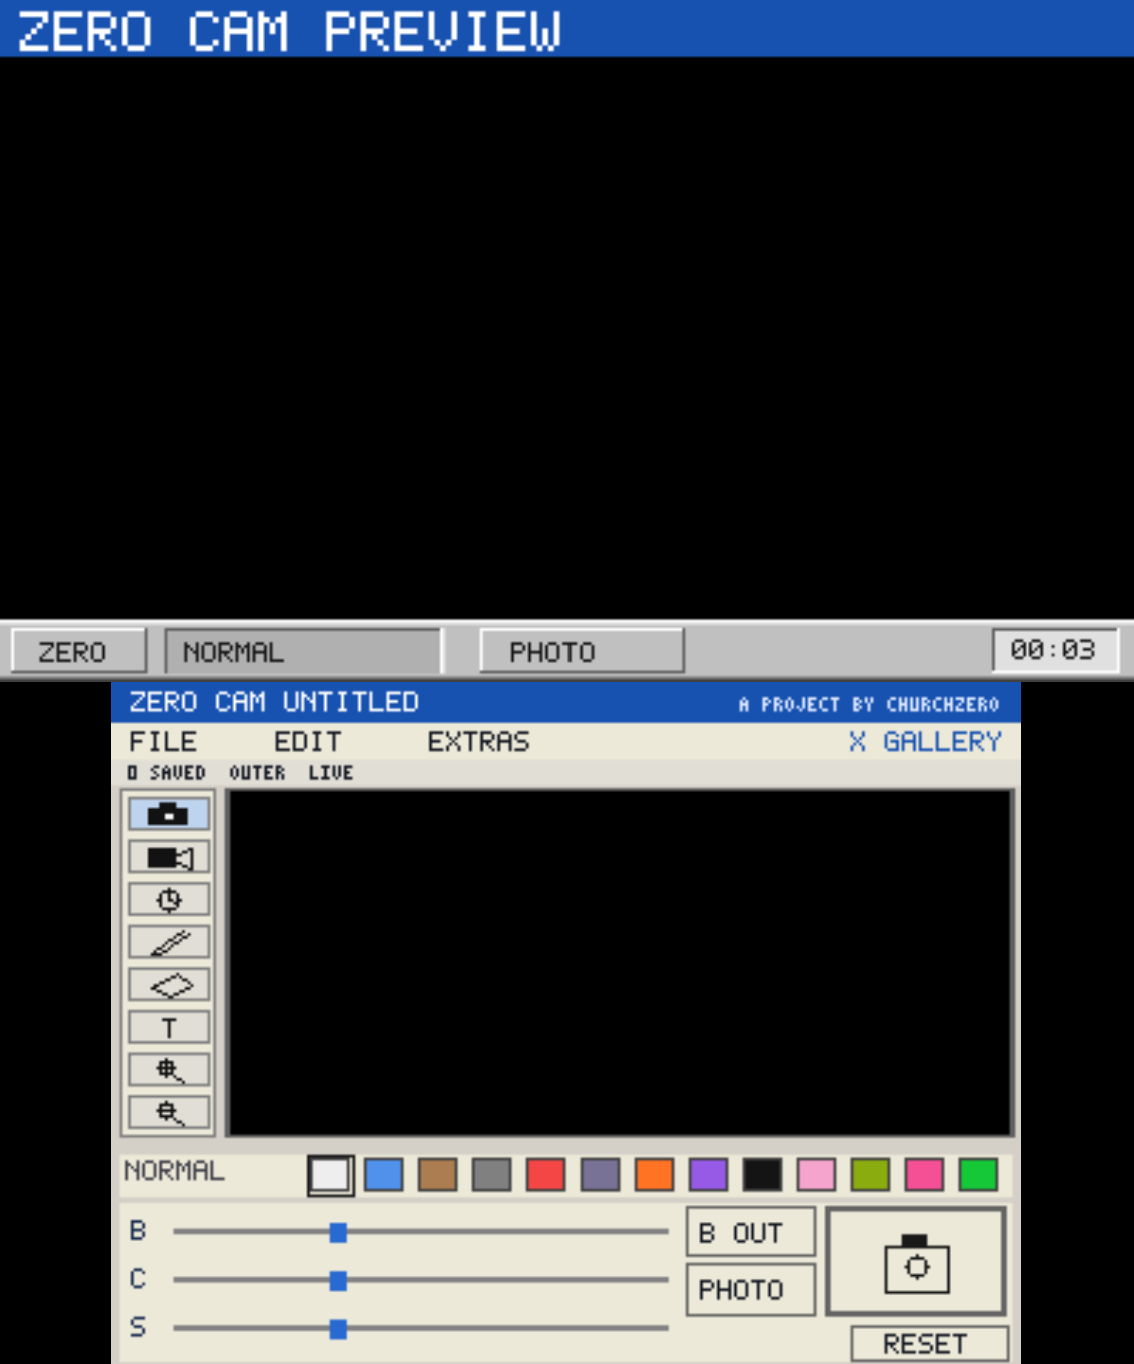 ZERO CAM PREVIEW
ZERO NORMAL PHOTO 00:03
ZERO CAM UNTITLED A PROJECT BY CHURCHZERO
FILE EDIT EXTRAS X GALLERY
0 SAVED OUTER LIVE
T
NORMAL
B B OUT
C PHOTO
S RESET